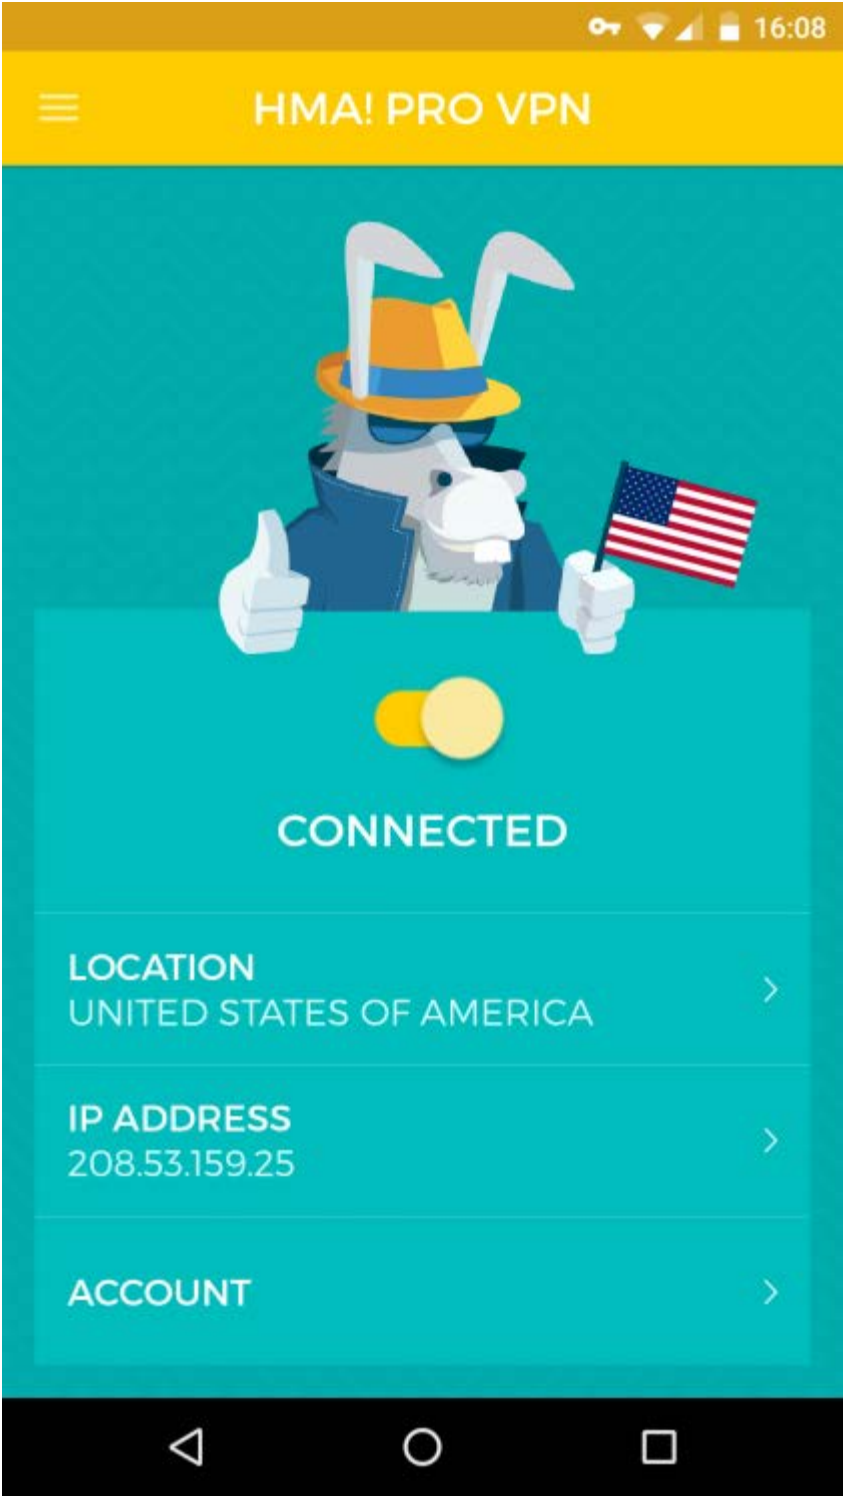 16:08
HMA! PRO VPN
CONNECTED
LOCATION
UNITED STATES OF AMERICA
IP ADDRESS
208.53.159.25
ACCOUNT